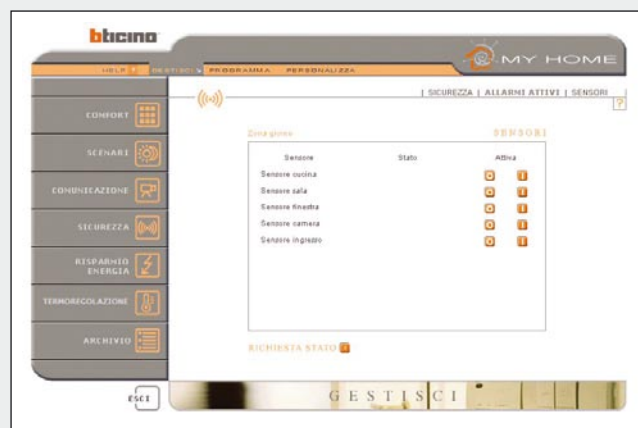 bticino
MY HOME
HELP ? GESTISCI PROGRAMMA PERSONALIZZA
| SICUREZZA | ALLARMI ATTIVI | SENSORI
?
CONFORT
SCENARI
COMUNICAZIONE
SICUREZZA
RISPARMIO
ENERGIA
TERMOREGOLAZIONE
ARCHIVIO
ESCI
Zona giorno SENSORI
Sensore Stato Attiva
Sensore cucina
Sensore sala
Sensore finestra
Sensore camera
Sensore ingresso
RICHIESTA STATO
GESTISCI